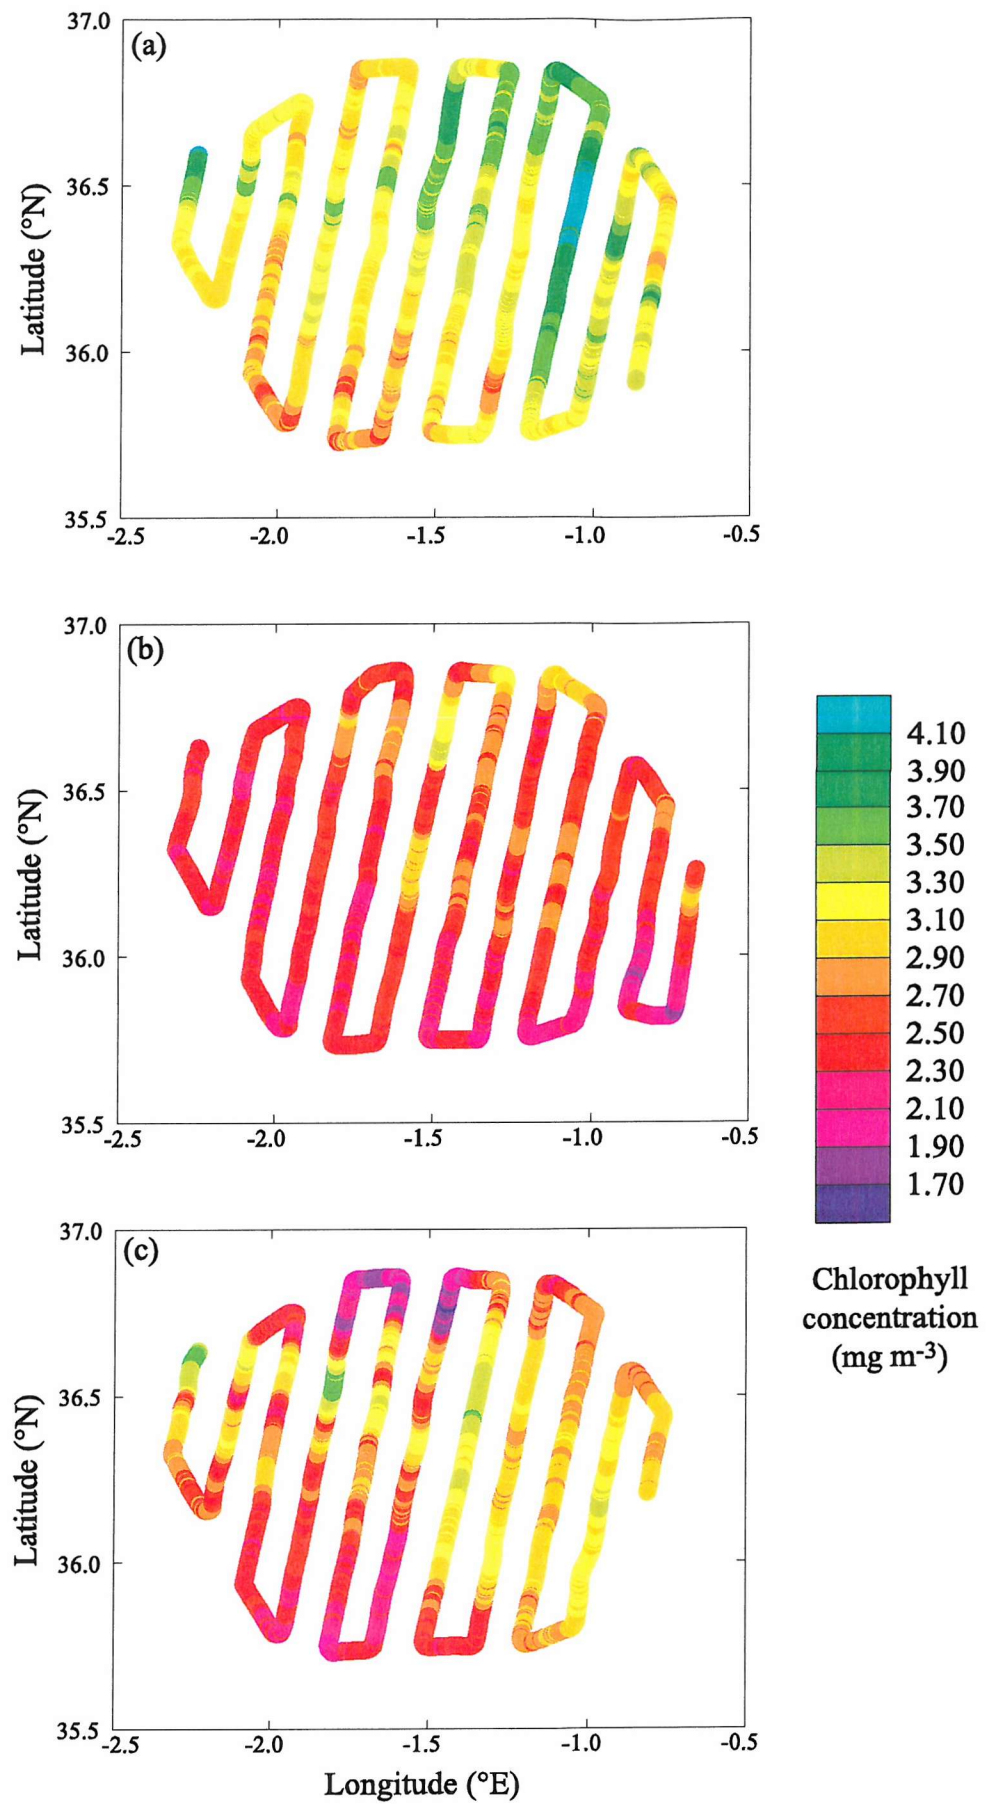 (a)
37.0
36.5
36.0
35.5
Latitude (°N)
-2.5 -2.0 -1.5 -1.0 -0.5
(b)
37.0
36.5
36.0
35.5
Latitude (°N)
-2.5 -2.0 -1.5 -1.0 -0.5
4.10
3.90
3.70
3.50
3.30
3.10
2.90
2.70
2.50
2.30
2.10
1.90
1.70
Chlorophyll
concentration
(mg m-3)
(c)
37.0
36.5
36.0
35.5
Latitude (°N)
-2.5 -2.0 -1.5 -1.0 -0.5
Longitude (°E)